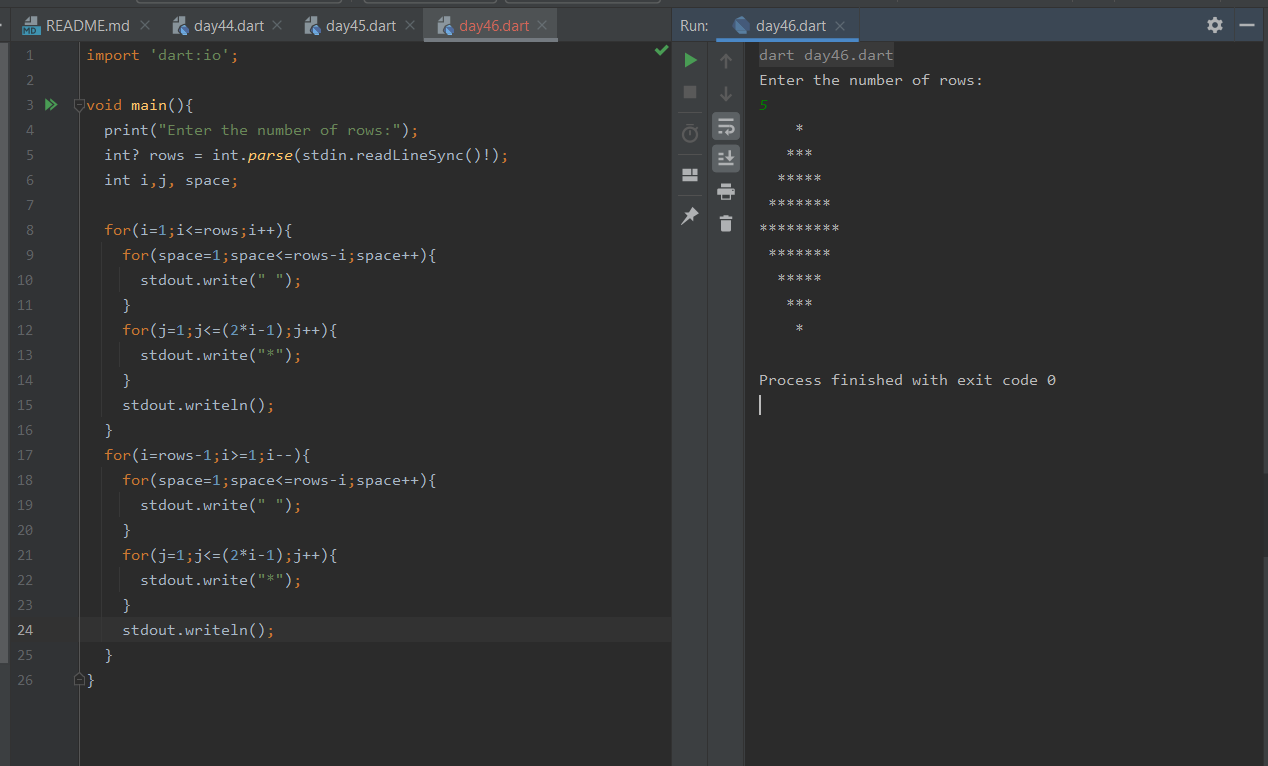 README.md day44.dart day45.dart day46.dart
1 import 'dart:io';
2
3 void main(){
4   print("Enter the number of rows:");
5   int? rows = int.parse(stdin.readLineSync()!);
6   int i,j, space;
7
8   for(i=1;i<=rows;i++){
9     for(space=1;space<=rows-i;space++){
10       stdout.write(" ");
11     }
12     for(j=1;j<=(2*i-1);j++){
13       stdout.write("*");
14     }
15     stdout.writeln();
16   }
17   for(i=rows-1;i>=1;i--){
18     for(space=1;space<=rows-i;space++){
19       stdout.write(" ");
20     }
21     for(j=1;j<=(2*i-1);j++){
22       stdout.write("*");
23     }
24     stdout.writeln();
25   }
26 }
Run: day46.dart
dart day46.dart
Enter the number of rows:
5
    *
   ***
  *****
 *******
*********
 *******
  *****
   ***
    *
Process finished with exit code 0